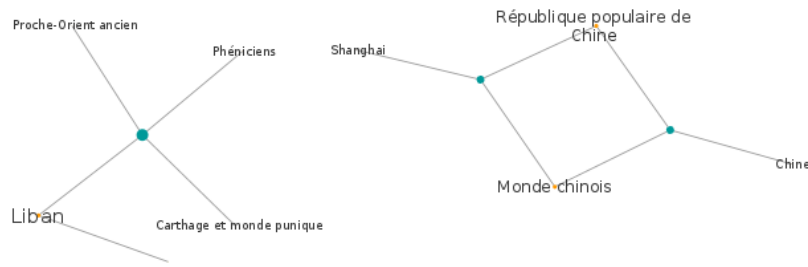 Proche-Orient ancien
Phéniciens
Liban
Carthage et monde punique
République populaire de
Chine
Shanghai
Monde chinois
Chine